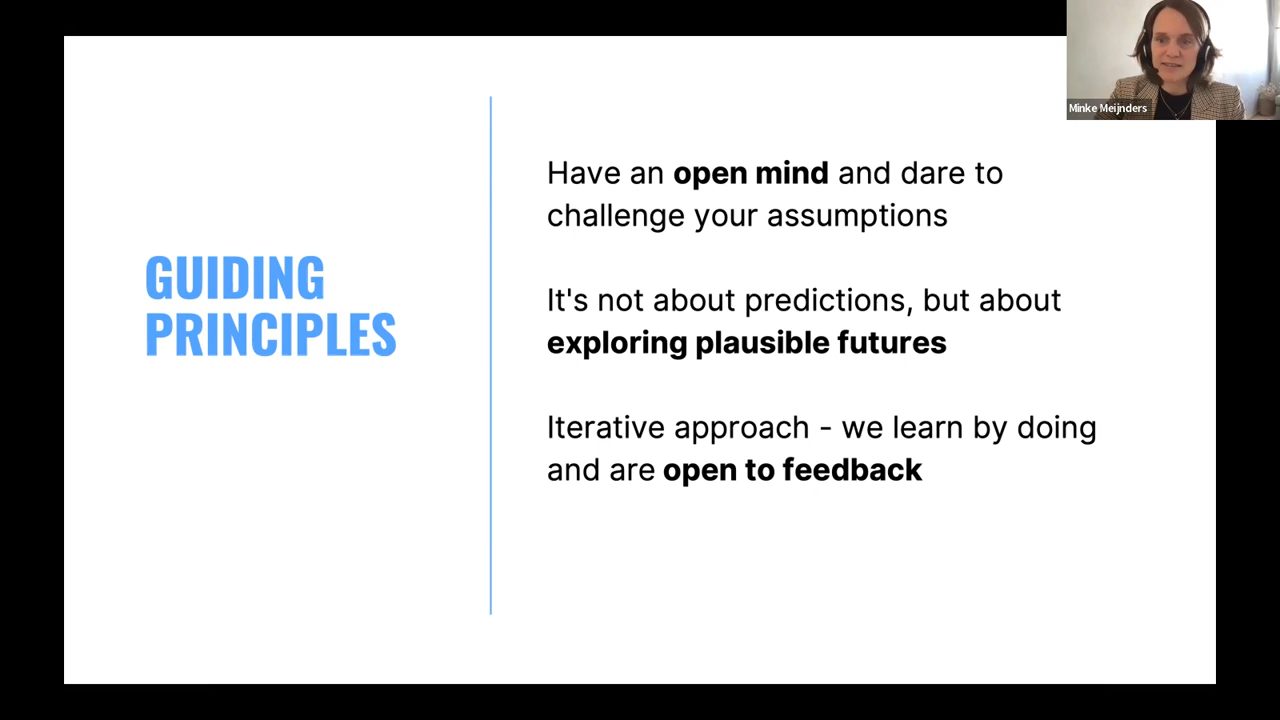 Minke Meijnders
GUIDING
PRINCIPLES
Have an open mind and dare to
challenge your assumptions
It's not about predictions, but about
exploring plausible futures
Iterative approach - we learn by doing
and are open to feedback